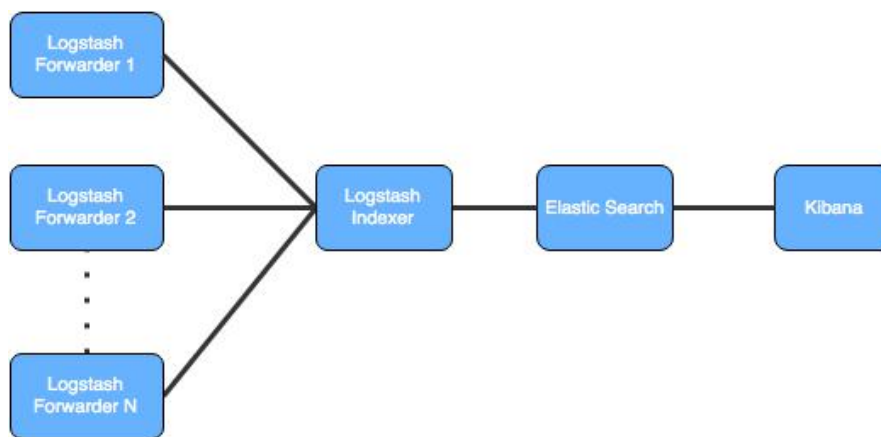 Logstash
Forwarder 1
Logstash
Forwarder 2
Logstash
Indexer
Elastic Search
Kibana
Logstash
Forwarder N